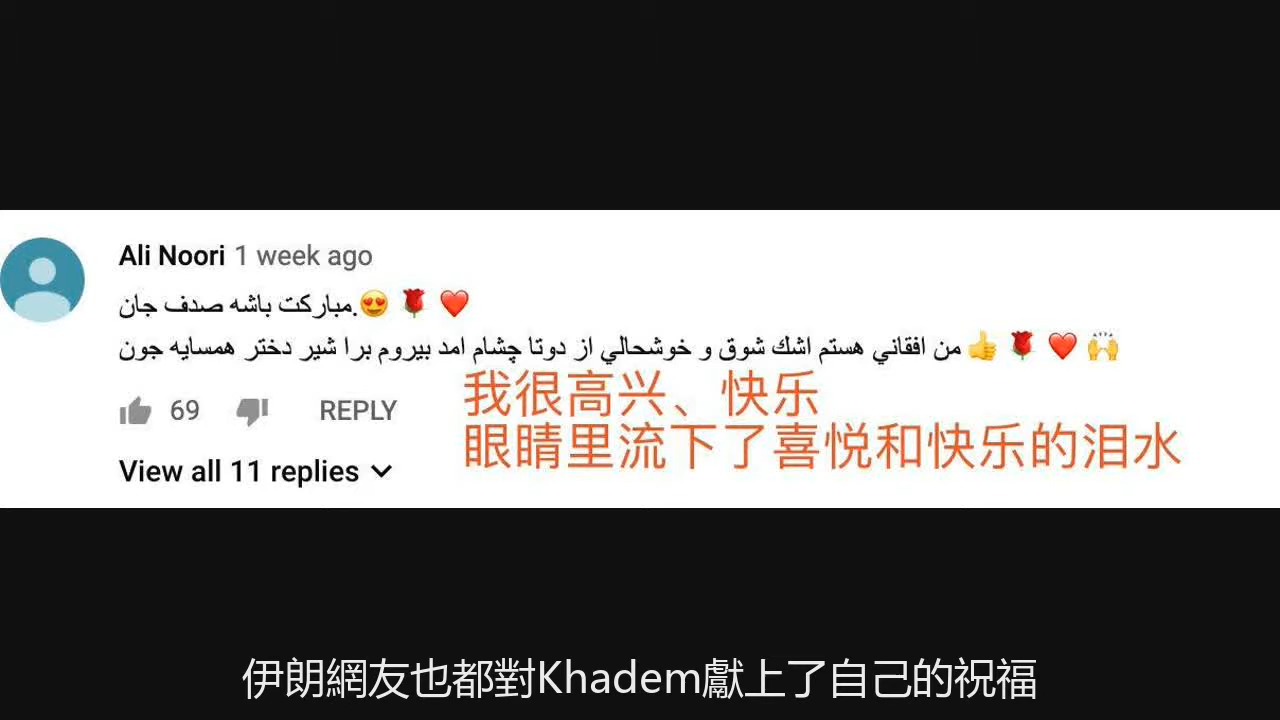 Ali Noori 1 week ago
مباركت باشه صدف جان.😍 🌹 ❤️
من افقاني هستم اشك شوق و خوشحالي از دوتا چشام امد بيروم برا شير دختر همسايه جون 👍 🌹 ❤️ 🙌
69 REPLY
View all 11 replies
我很高兴、快乐
眼睛里流下了喜悦和快乐的泪水
伊朗網友也都對Khadem獻上了自己的祝福